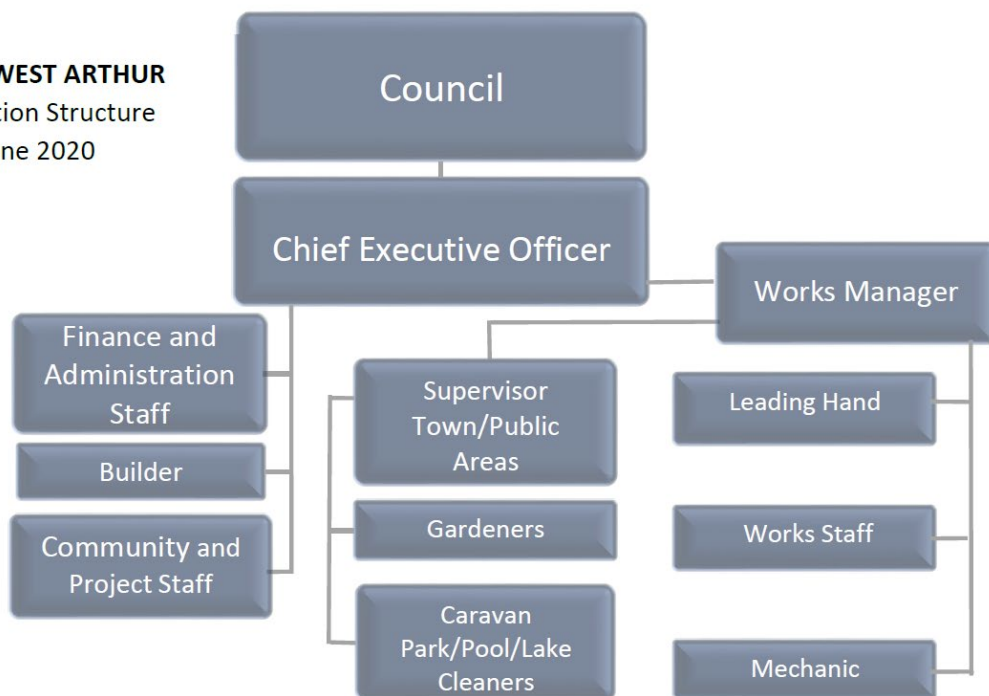 WEST ARTHUR
tion Structure
ne 2020
Council
Chief Executive Officer
Works Manager
Finance and
Administration
Staff
Builder
Community and
Project Staff
Supervisor
Town/Public
Areas
Gardeners
Caravan
Park/Pool/Lake
Cleaners
Leading Hand
Works Staff
Mechanic